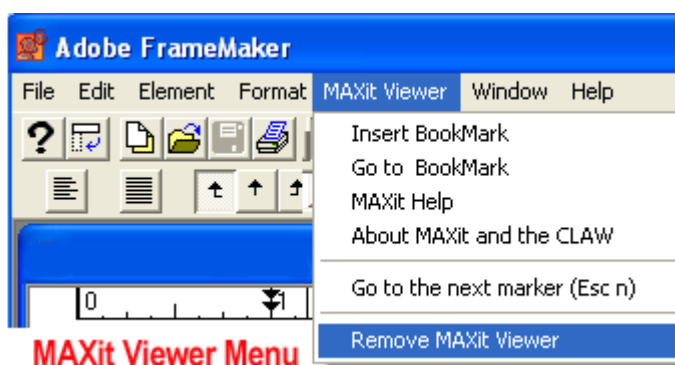 Adobe FrameMaker
File Edit Element Format MAXit Viewer Window Help
?
Insert BookMark
Go to BookMark
MAXit Help
About MAXit and the CLAW
Go to the next marker (Esc n)
Remove MAXit Viewer
0 1
MAXit Viewer Menu